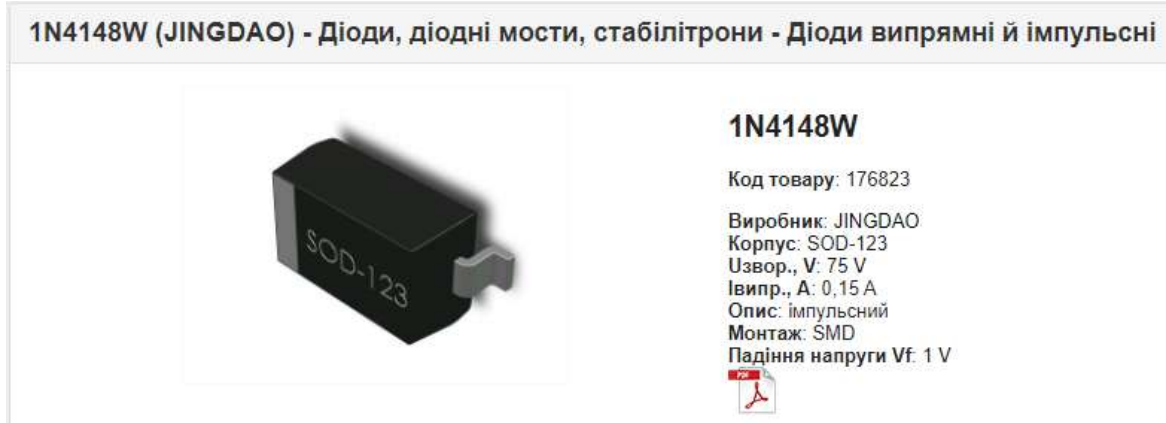 1N4148W (JINGDAO) - Діоди, діодні мости, стабілітрони - Діоди випрямні й імпульсні
SOD-123
1N4148W
Код товару: 176823
Виробник: JINGDAO
Корпус: SOD-123
Uзвор., V: 75 V
Iвипр., A: 0,15 A
Опис: імпульсний
Монтаж: SMD
Падіння напруги Vf: 1 V
PDF